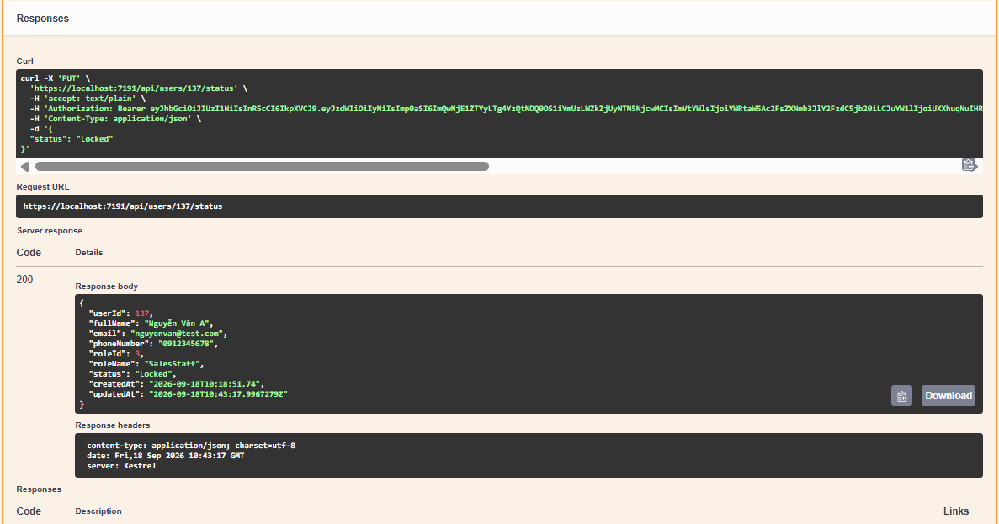 Responses
Curl
curl -X 'PUT' \
  'https://localhost:7191/api/users/137/status' \
  -H 'accept: text/plain' \
  -H 'Authorization: Bearer
  -H 'Content-Type: application/json' \
  -d '{
  "status": "Locked"
}'
Request URL
https://localhost:7191/api/users/137/status
Server response
Code Details
200
Response body
{
  "userId": 137,
  "fullName": "Nguyễn Văn A",
  "email": "nguyenvan@test.com",
  "phoneNumber": "0912345678",
  "roleId": 3,
  "roleName": "SalesStaff",
  "status": "Locked",
  "createdAt": "2026-09-18T10:18:51.74",
  "updatedAt": "2026-09-18T10:43:17.9967279Z"
}
Download
Response headers
content-type: application/json; charset=utf-8
date: Fri,18 Sep 2026 10:43:17 GMT
server: Kestrel
Responses
Code Description Links